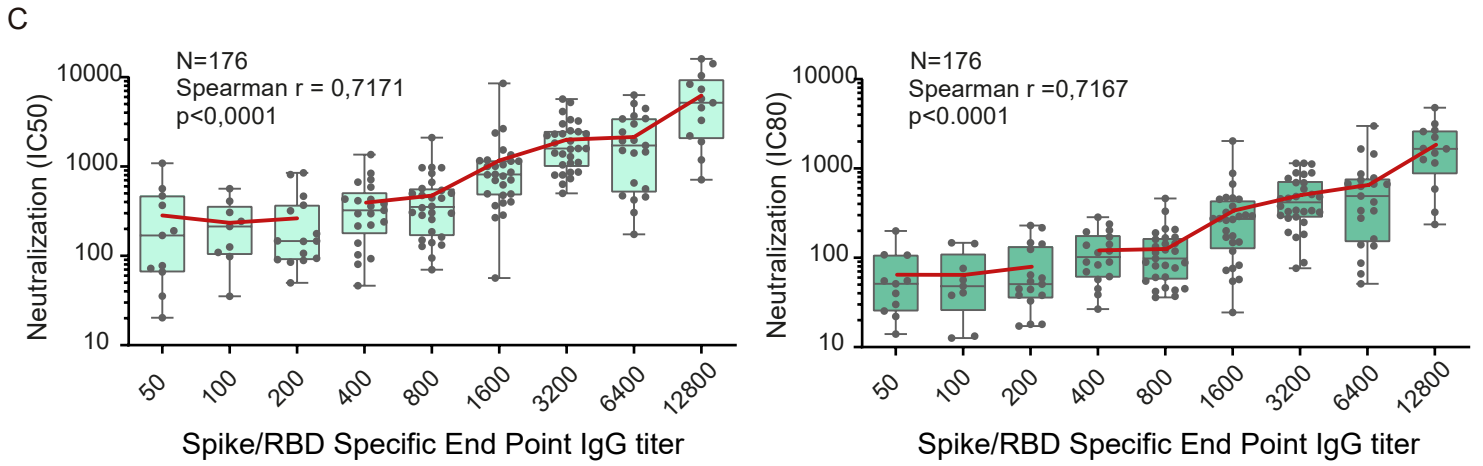 C
N=176
Spearman r = 0,7171
p<0,0001
Neutralization (IC50)
10000
1000
100
10
50
100
200
400
800
1600
3200
6400
12800
Spike/RBD Specific End Point IgG titer
N=176
Spearman r =0,7167
p<0.0001
Neutralization (IC80)
10000
1000
100
10
50
100
200
400
800
1600
3200
6400
12800
Spike/RBD Specific End Point IgG titer